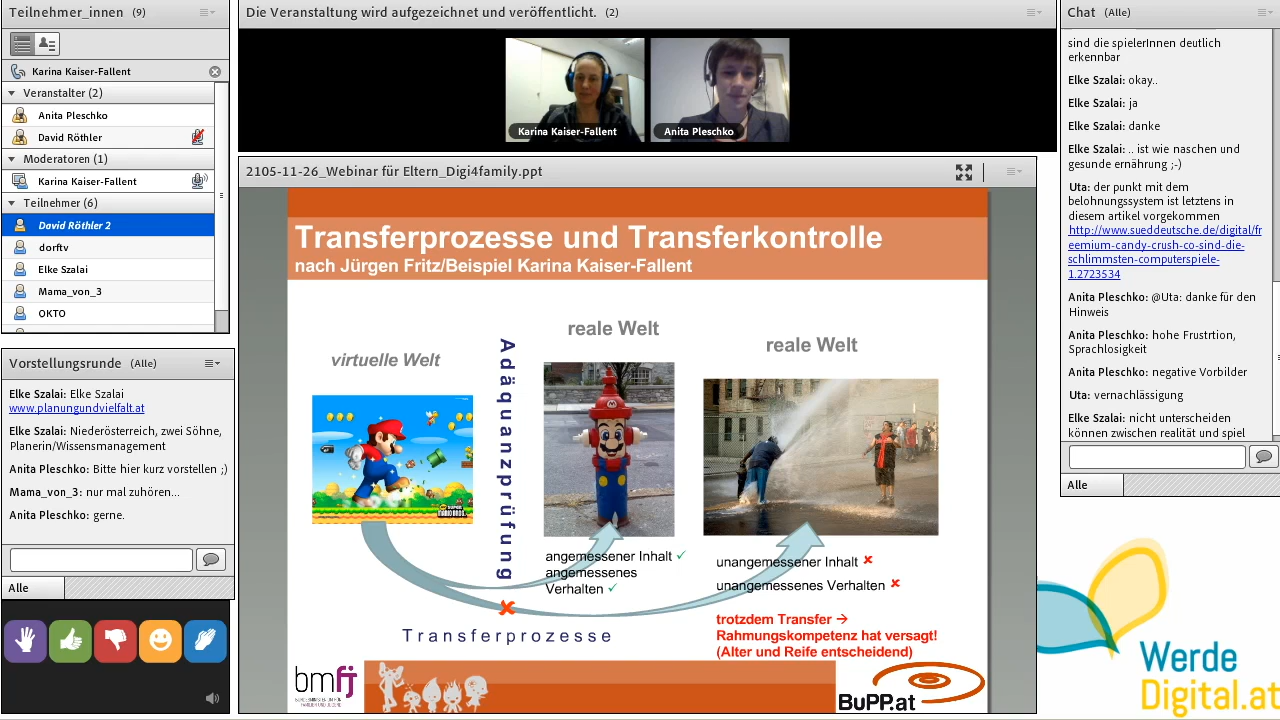 Teilnehmer_innen (9)
Karina Kaiser-Fallent
Veranstalter (2)
Anita Pleschko
David Röthler
Moderatoren (1)
Karina Kaiser-Fallent
Teilnehmer (6)
David Röthler 2
dorftv
Elke Szalai
Mama_von_3
OKTO
Vorstellungsrunde (Alle)
Elke Szalai: Elke Szalai
www.planungundvielfalt.at
Elke Szalai: Niederösterreich, zwei Söhne,
Planerin/Wissensmanagement
Anita Pleschko: Bitte hier kurz vorstellen ;)
Mama_von_3: nur mal zuhören...
Anita Pleschko: gerne.
Alle
Die Veranstaltung wird aufgezeichnet und veröffentlicht. (2)
Karina Kaiser-Fallent
Anita Pleschko
2105-11-26_Webinar für Eltern_Digi4family.ppt
Transferprozesse und Transferkontrolle
nach Jürgen Fritz/Beispiel Karina Kaiser-Fallent
virtuelle Welt
Adäquanzprüfung
reale Welt
reale Welt
angemessener Inhalt ✓
angemessenes
Verhalten ✓
unangemessener Inhalt ✘
unangemessenes Verhalten ✘
trotzdem Transfer →
Rahmungskompetenz hat versagt!
(Alter und Reife entscheidend)
Transferprozesse
bmfj
BuPP.at
Chat (Alle)
sind die spielerInnen deutlich
erkennbar
Elke Szalai: okay..
Elke Szalai: ja
Elke Szalai: danke
Elke Szalai: .. ist wie naschen und
gesunde ernährung ;-)
Uta: der punkt mit dem
belohnungssystem ist letztens in
diesem artikel vorgekommen
http://www.sueddeutsche.de/digital/fr
eemium-candy-crush-co-sind-die-
schlimmsten-computerspiele-
1.2723534
Anita Pleschko: @Uta: danke für den
Hinweis
Anita Pleschko: hohe Frustrtion,
Sprachlosigkeit
Anita Pleschko: negative Vorbilder
Uta: vernachlässigung
Elke Szalai: nicht unterscheiden
können zwischen realität und spiel
Alle
Werde
Digital.at